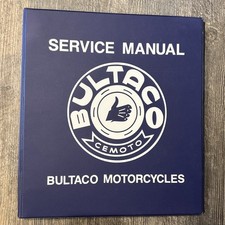 SERVICE MANUAL
BULTACO
CEMOTO
BULTACO MOTORCYCLES